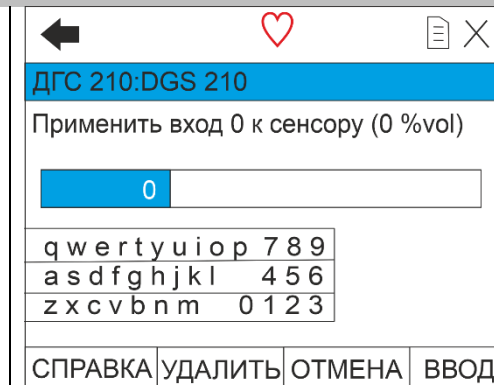 ДГС 210:DGS 210
Применить вход 0 к сенсору (0 %vol)
0
q w e r t y u i o p 7 8 9
a s d f g h j k l 4 5 6
z x c v b n m 0 1 2 3
СПРАВКА УДАЛИТЬ ОТМЕНА ВВОД